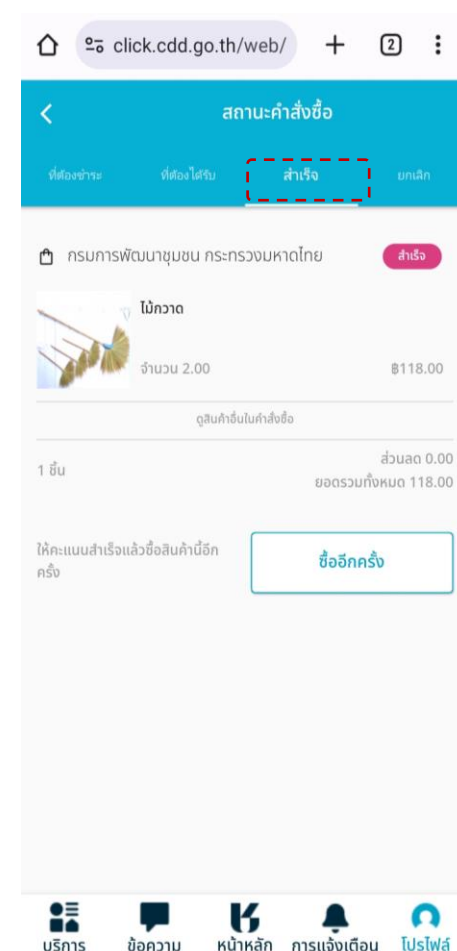 click.cdd.go.th/web/
2
สถานะคำสั่งซื้อ
ที่ต้องชำระ ที่ต้องได้รับ สำเร็จ ยกเลิก
กรมการพัฒนาชุมชน กระทรวงมหาดไทย สำเร็จ
ไม้กวาด
จำนวน 2.00 ฿118.00
ดูสินค้าอื่นในคำสั่งซื้อ
ส่วนลด 0.00
1 ชิ้น
ยอดรวมทั้งหมด 118.00
ให้คะแนนสำเร็จแล้วซื้อสินค้านี้อีก
ครั้ง
ซื้ออีกครั้ง
บริการ ข้อความ หน้าหลัก การแจ้งเตือน โปรไฟล์